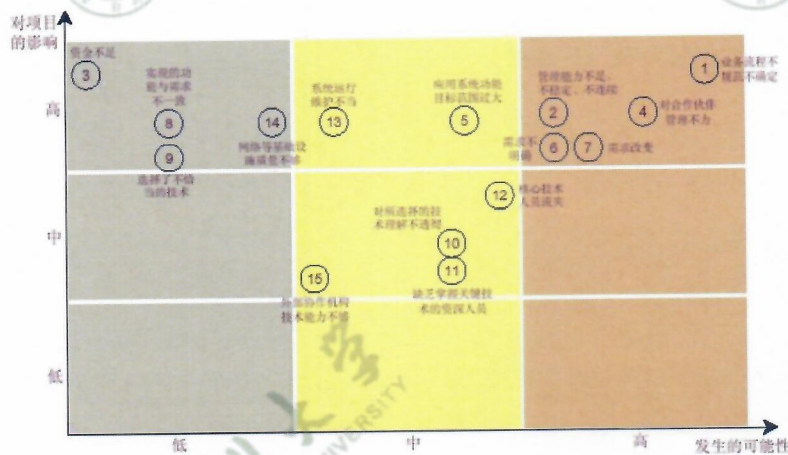 对项目
的影响
资金不足
3
实现的功
能与需求
不一致
8
9
选择了不恰
当的技术
14
网络等基础设
施质量不够
系统运行
维护不当
13
应用系统功能
目标范围过大
5
管理能力不足、
不稳定、不连续
2
1
业务流程不
规范不确定
4
对合作伙伴
管理不力
需求不
明确
6
7
需求改变
高
12
核心技术
人员流失
对所选择的技
术理解不透彻
10
11
缺乏掌握关键技
术的资深人员
中
15
外部协作机构
技术能力不够
低
低
中
高
发生的可能性
大学
UNIVERSITY